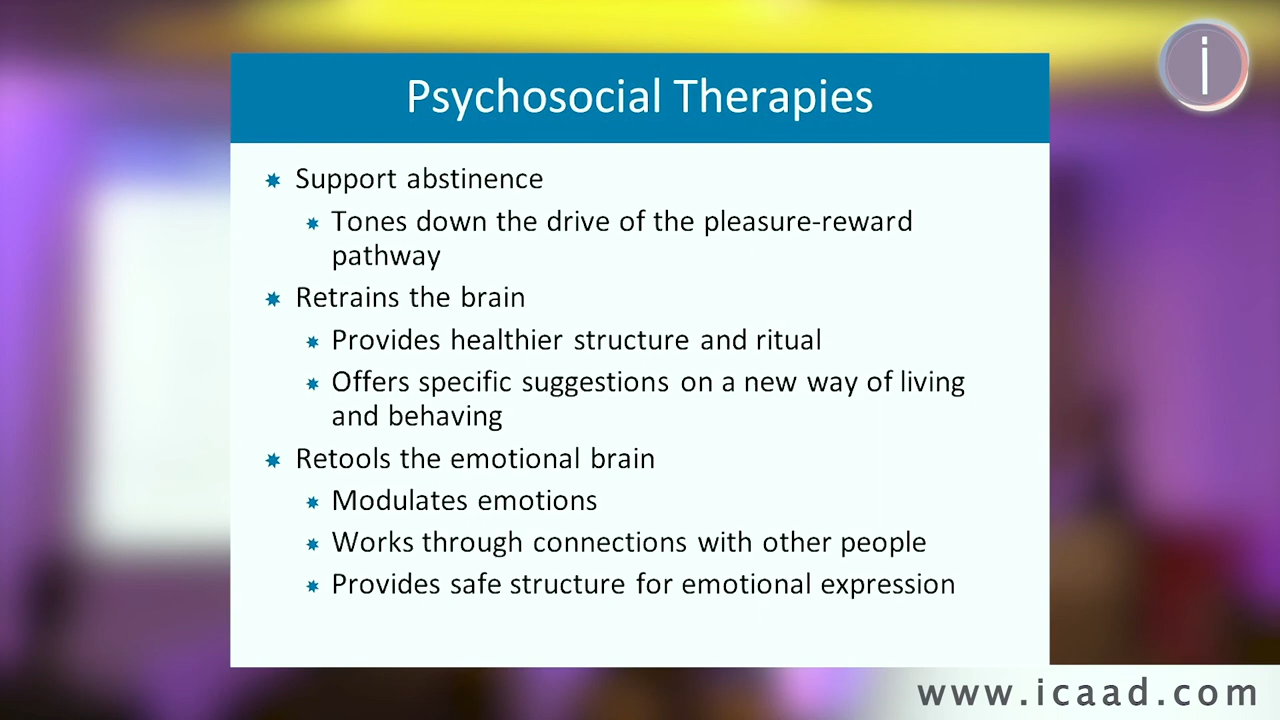 i
Psychosocial Therapies
Support abstinence
Tones down the drive of the pleasure-reward
pathway
Retrains the brain
Provides healthier structure and ritual
Offers specific suggestions on a new way of living
and behaving
Retools the emotional brain
Modulates emotions
Works through connections with other people
Provides safe structure for emotional expression
www.icaad.com